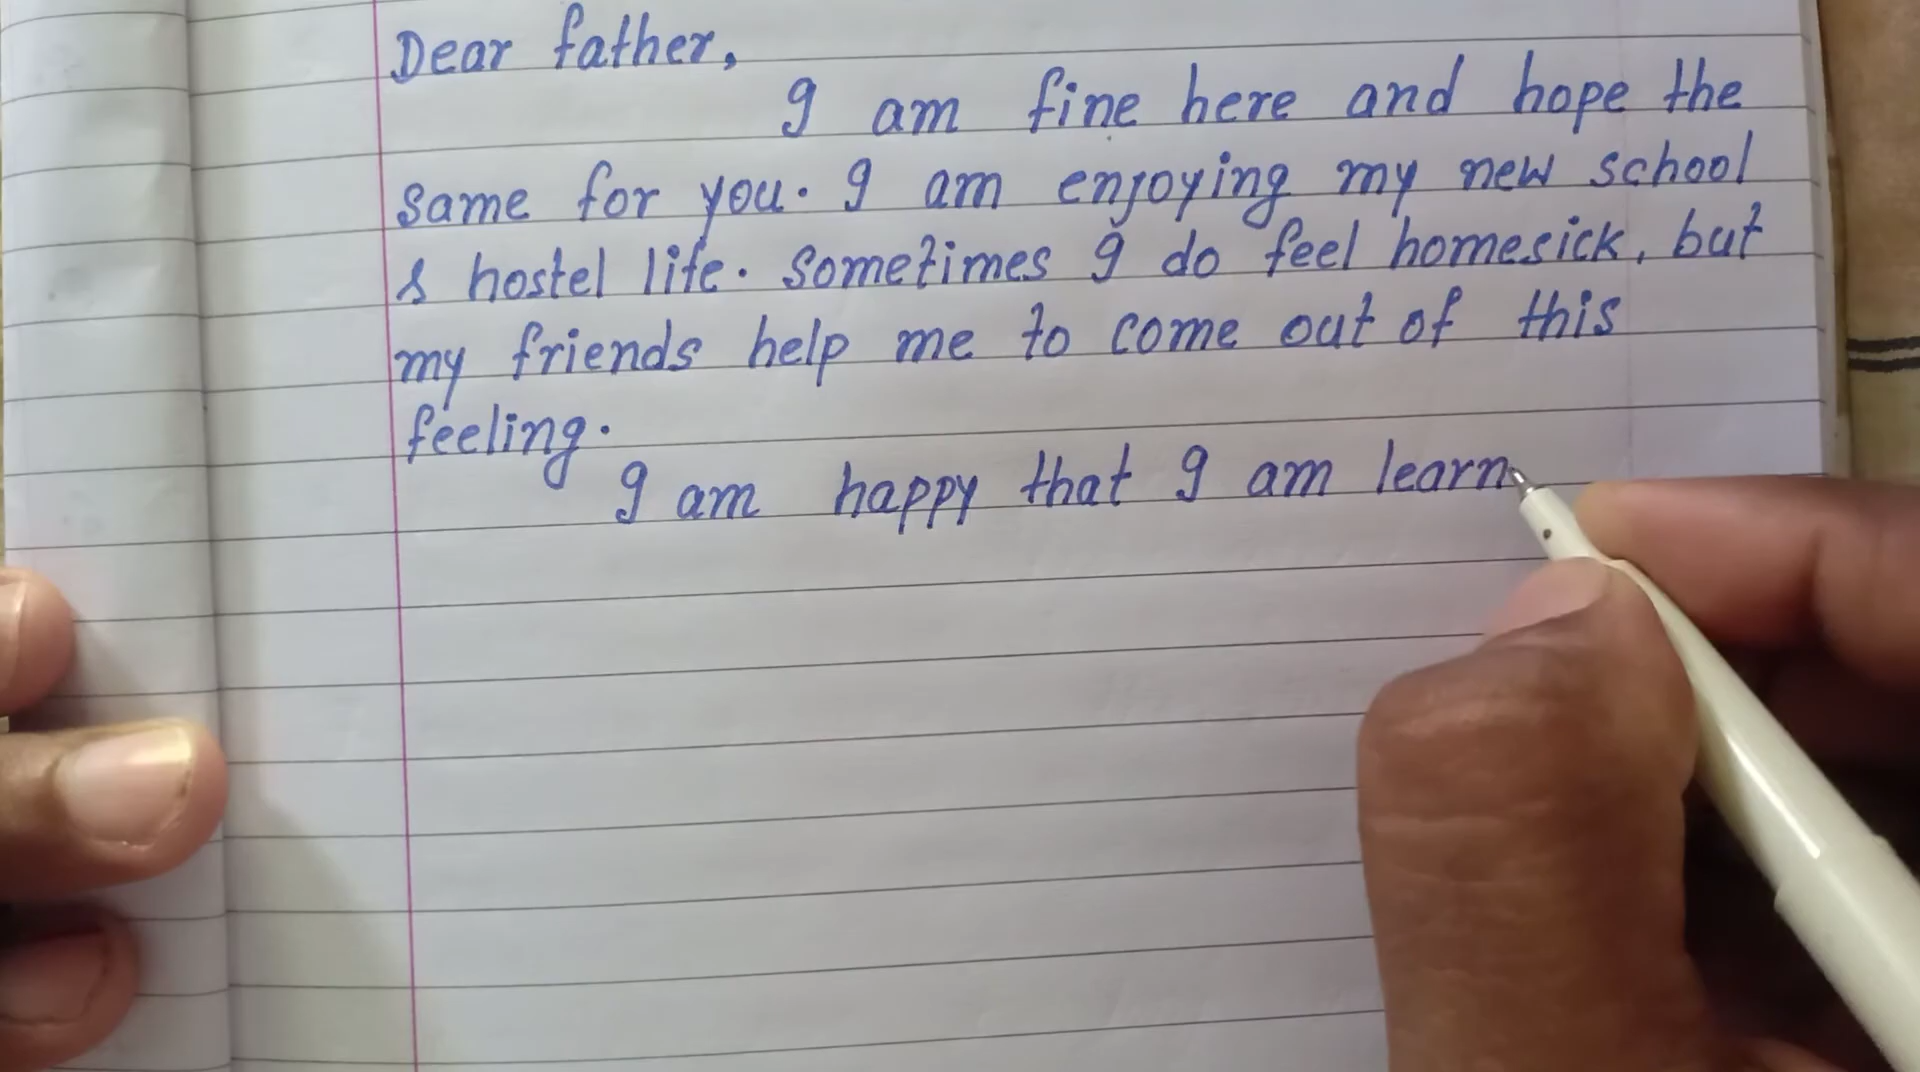 Dear father,
I am fine here and hope the
same for you. I am enjoying my new school
& hostel life. Sometimes I do feel homesick, but
my friends help me to come out of this
feeling.
I am happy that I am learn